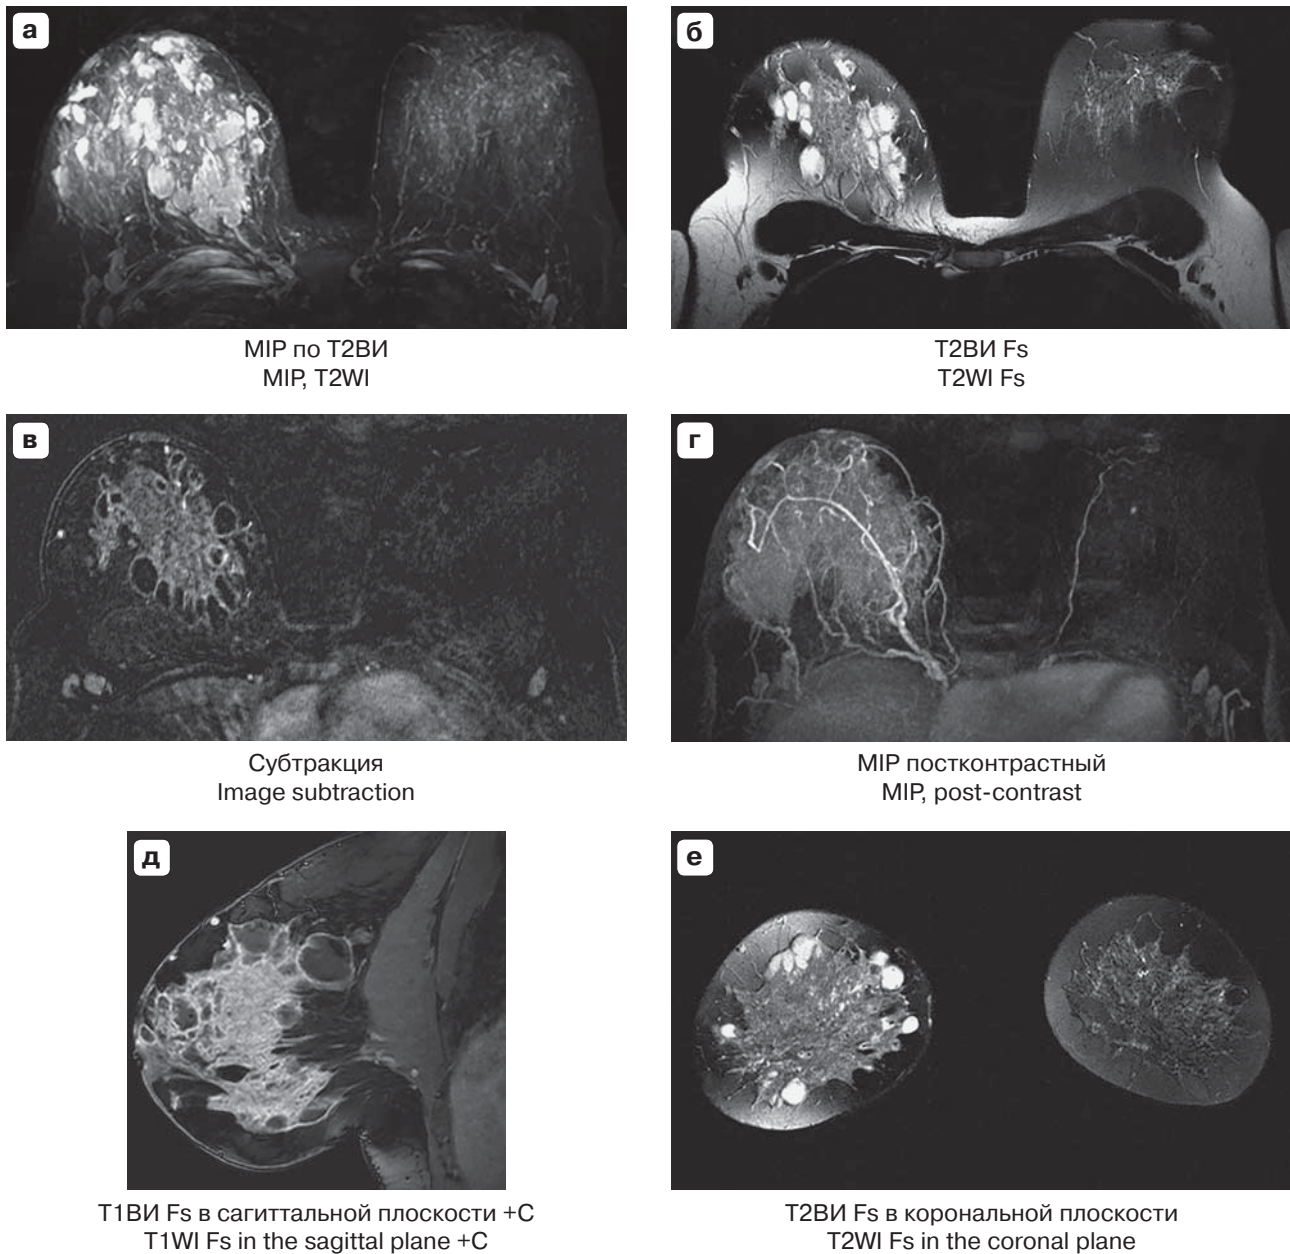 а
б
MIP по Т2ВИ
MIP, T2WI
Т2ВИ Fs
T2WI Fs
в
г
Субтракция
Image subtraction
MIP постконтрастный
MIP, post-contrast
д
е
Т1ВИ Fs в сагиттальной плоскости +C
T1WI Fs in the sagittal plane +C
Т2ВИ Fs в корональной плоскости
T2WI Fs in the coronal plane